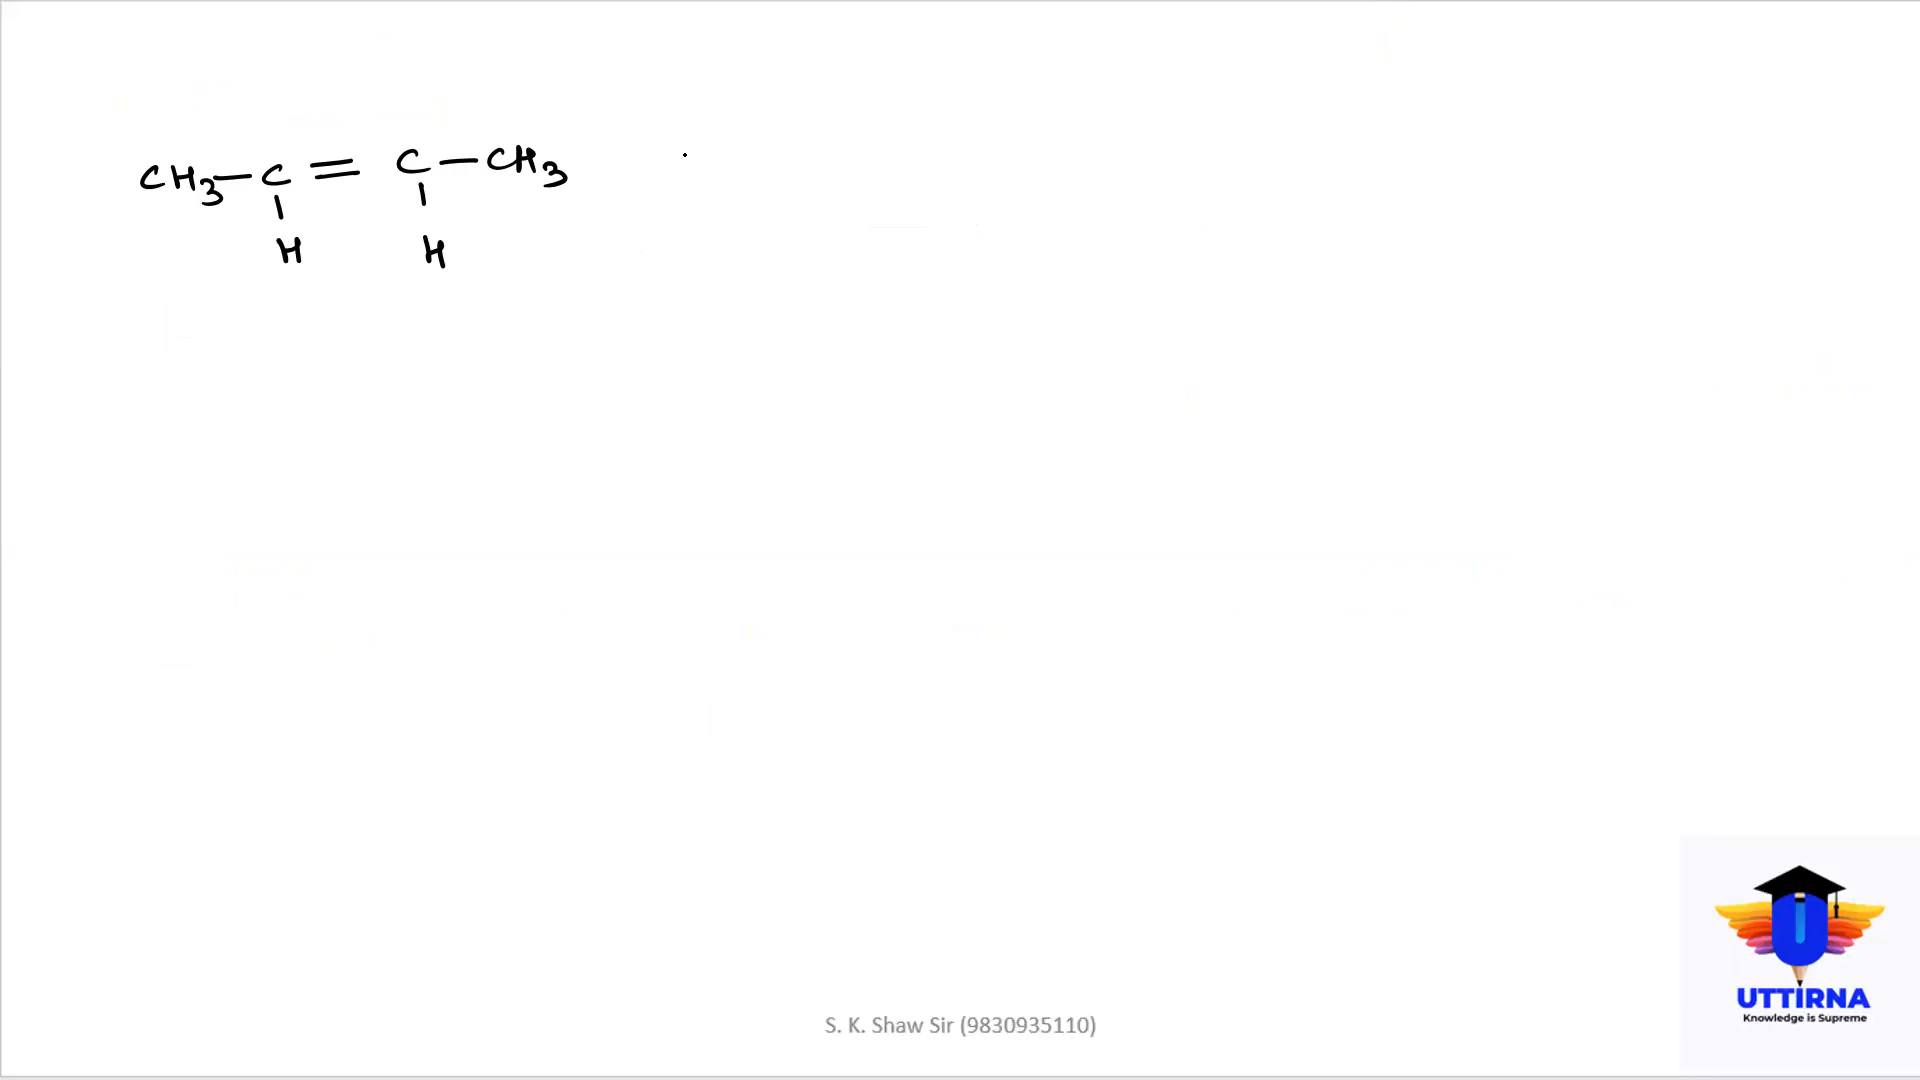 CH3-C=C-CH3
H H
S. K. Shaw Sir (9830935110)
UTTIRNA
Knowledge is Supreme